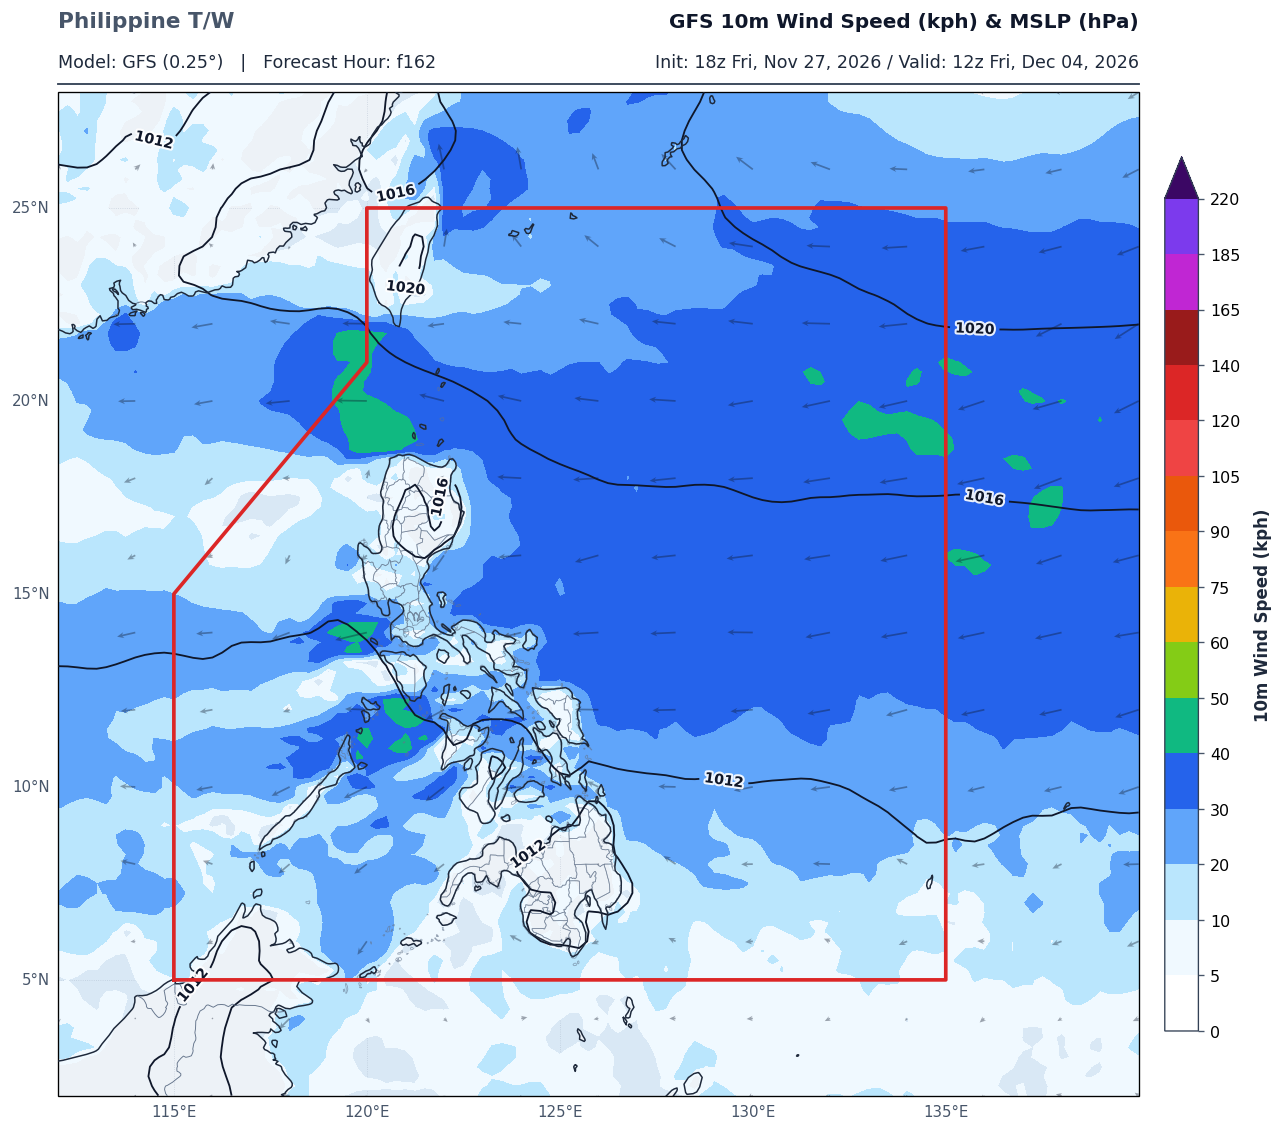 Philippine T/W
GFS 10m Wind Speed (kph) & MSLP (hPa)
Model: GFS (0.25°)   |   Forecast Hour: f162
Init: 18z Fri, Nov 27, 2026 / Valid: 12z Fri, Dec 04, 2026
1012
1016
1020
1020
1016
1016
1012
1012
1012
25°N
20°N
15°N
10°N
5°N
115°E
120°E
125°E
130°E
135°E
220
185
165
140
120
105
90
75
60
50
40
30
20
10
5
0
10m Wind Speed (kph)